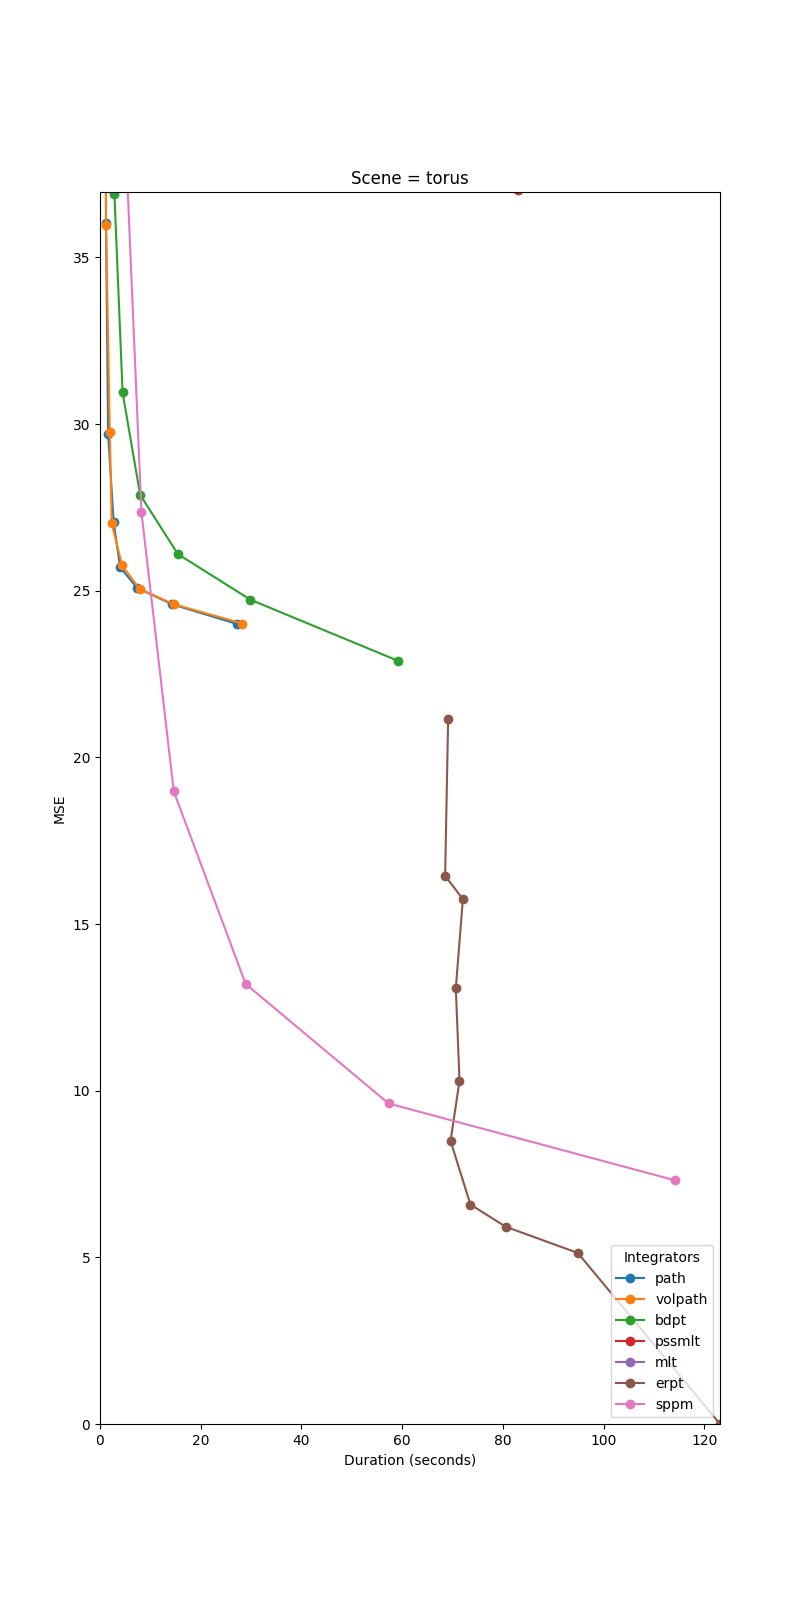 Scene = torus
35
30
25
20
15
10
5
0
MSE
0 20 40 60 80 100 120
Duration (seconds)
Integrators
path
volpath
bdpt
pssmlt
mlt
erpt
sppm